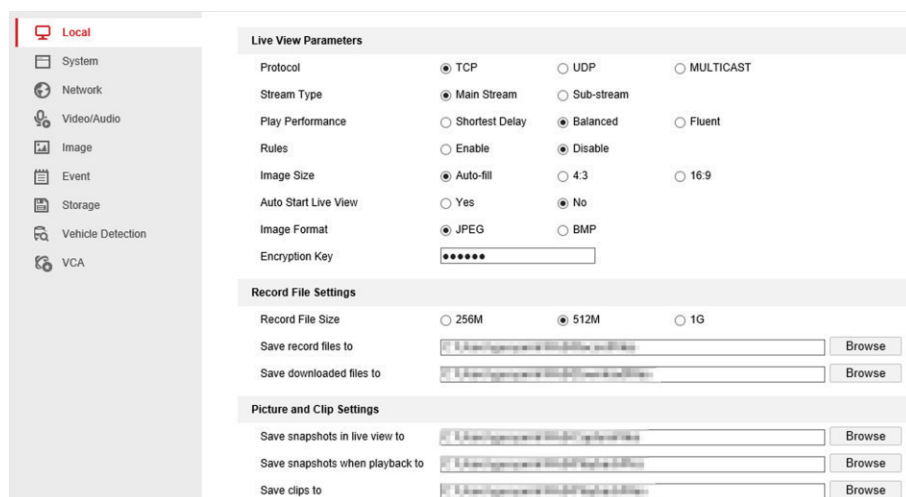 Local
System
Network
Video/Audio
Image
Event
Storage
Vehicle Detection
VCA
Live View Parameters
Protocol TCP UDP MULTICAST
Stream Type Main Stream Sub-stream
Play Performance Shortest Delay Balanced Fluent
Rules Enable Disable
Image Size Auto-fill 4:3 16:9
Auto Start Live View Yes No
Image Format JPEG BMP
Encryption Key ●●●●●●
Record File Settings
Record File Size 256M 512M 1G
Save record files to Browse
Save downloaded files to Browse
Picture and Clip Settings
Save snapshots in live view to Browse
Save snapshots when playback to Browse
Save clips to Browse